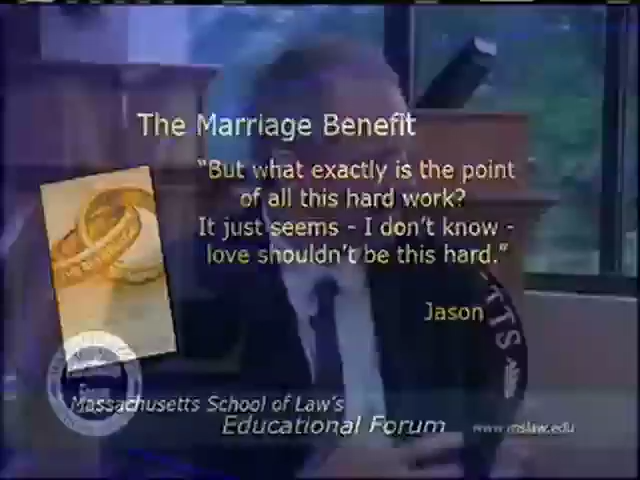 The Marriage Benefit
"But what exactly is the point
of all this hard work?
It just seems - I don't know -
love shouldn't be this hard."
Jason
TTS
Massachusetts School of Law's
Educational Forum
www.mslaw.edu